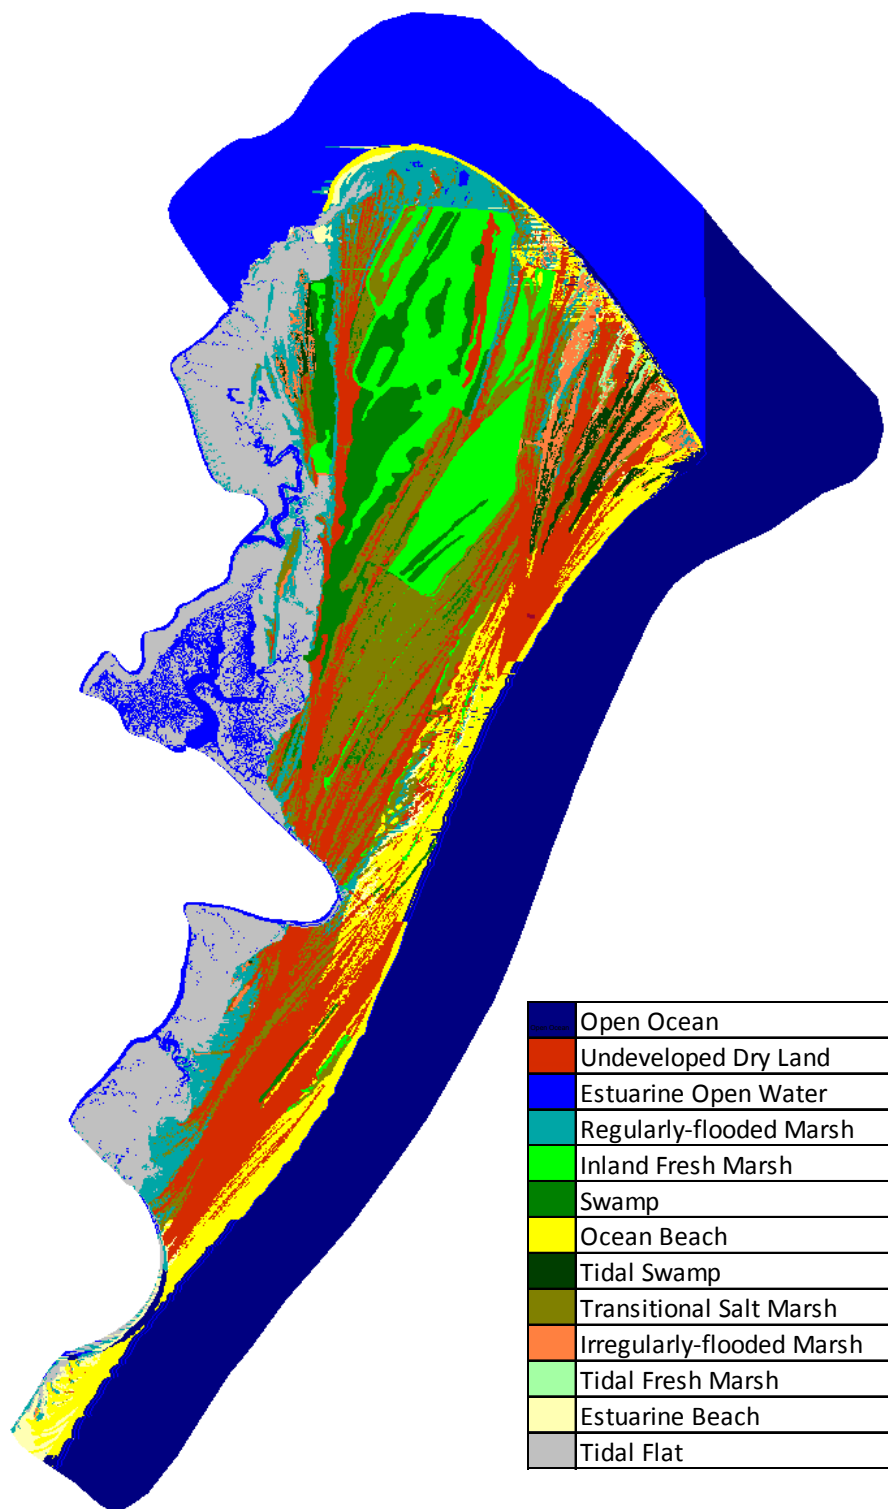 Open Ocean
Undeveloped Dry Land
Estuarine Open Water
Regularly-flooded Marsh
Inland Fresh Marsh
Swamp
Ocean Beach
Tidal Swamp
Transitional Salt Marsh
Irregularly-flooded Marsh
Tidal Fresh Marsh
Estuarine Beach
Tidal Flat